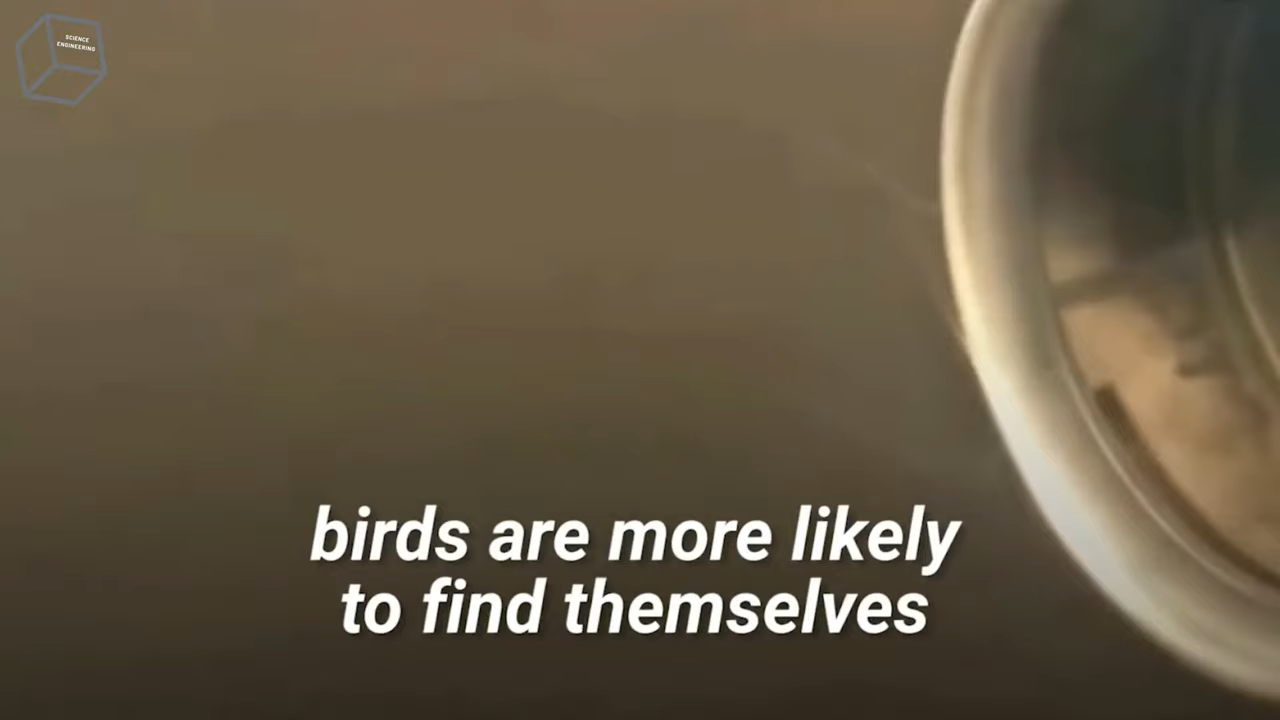 SCIENCE
ENGINEERING
birds are more likely
to find themselves